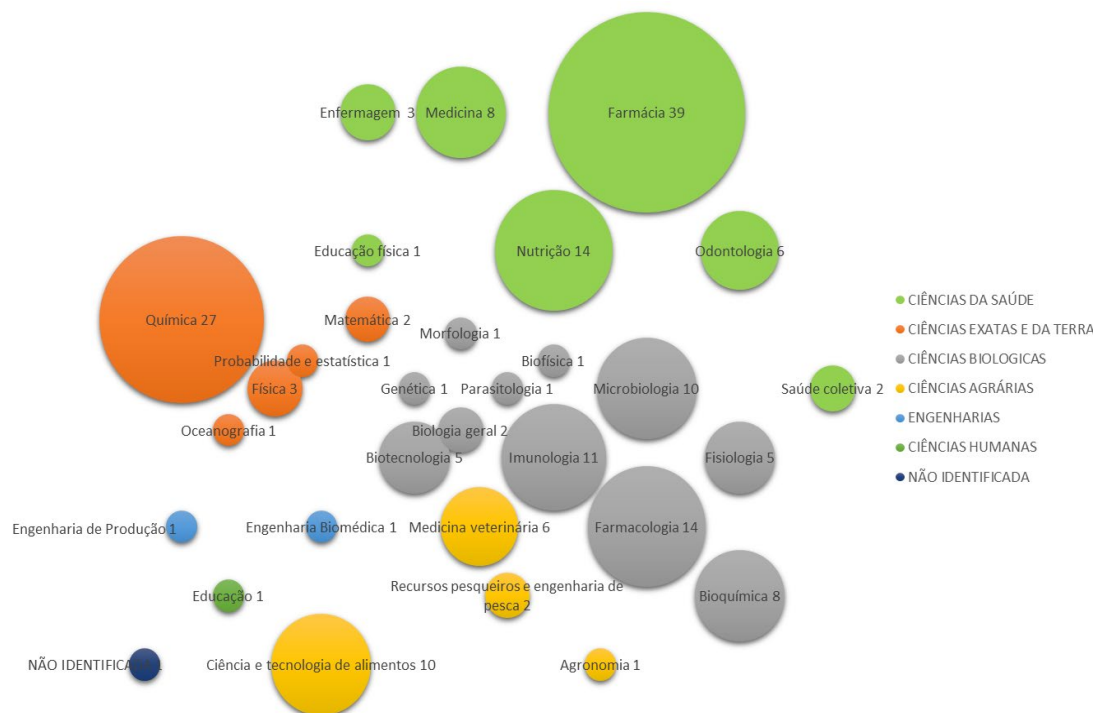 Enfermagem 3
Medicina 8
Farmácia 39
Educação física 1
Nutrição 14
Odontologia 6
Química 27
Matemática 2
Morfologia 1
Probabilidade e estatística 1
Biofísica 1
Física 3
Genética 1
Parasitologia 1
Microbiologia 10
Saúde coletiva 2
Oceanografia 1
Biologia geral 2
Biotecnologia 5
Imunologia 11
Fisiologia 5
Engenharia de Produção 1
Engenharia Biomédica 1
Medicina veterinária 6
Farmacologia 14
Educação 1
Recursos pesqueiros e engenharia de
pesca 2
Bioquímica 8
NÃO IDENTIFICADA 1
Ciência e tecnologia de alimentos 10
Agronomia 1
CIÊNCIAS DA SAÚDE
CIÊNCIAS EXATAS E DA TERRA
CIÊNCIAS BIOLOGICAS
CIÊNCIAS AGRÁRIAS
ENGENHARIAS
CIÊNCIAS HUMANAS
NÃO IDENTIFICADA